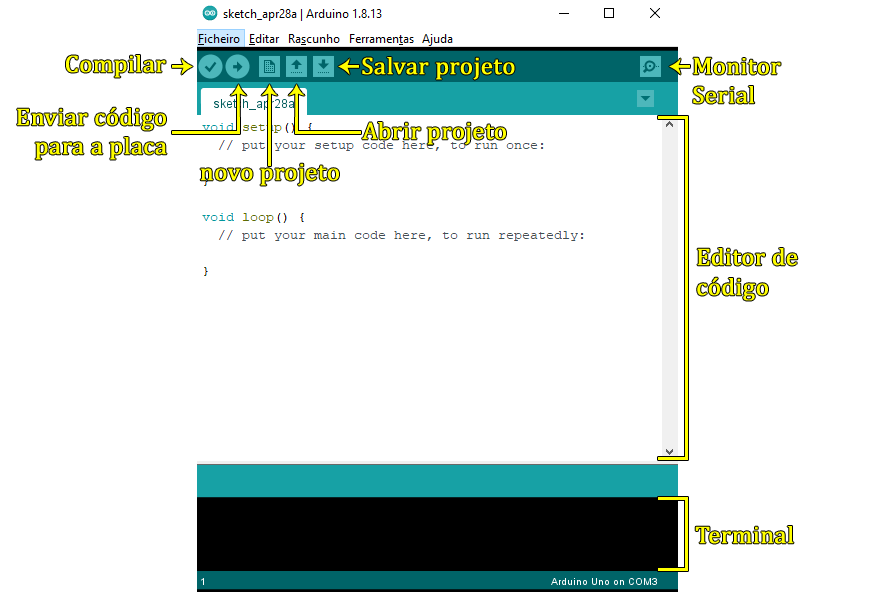 sketch_apr28a | Arduino 1.8.13
Ficheiro Editar Rascunho Ferramentas Ajuda
Compilar
Salvar projeto
Monitor
Serial
sketch_apr28a
Enviar código
para a placa
Abrir projeto
novo projeto
void setup() {
// put your setup code here, to run once:
}
void loop() {
// put your main code here, to run repeatedly:
}
Editor de
código
Terminal
1
Arduino Uno on COM3